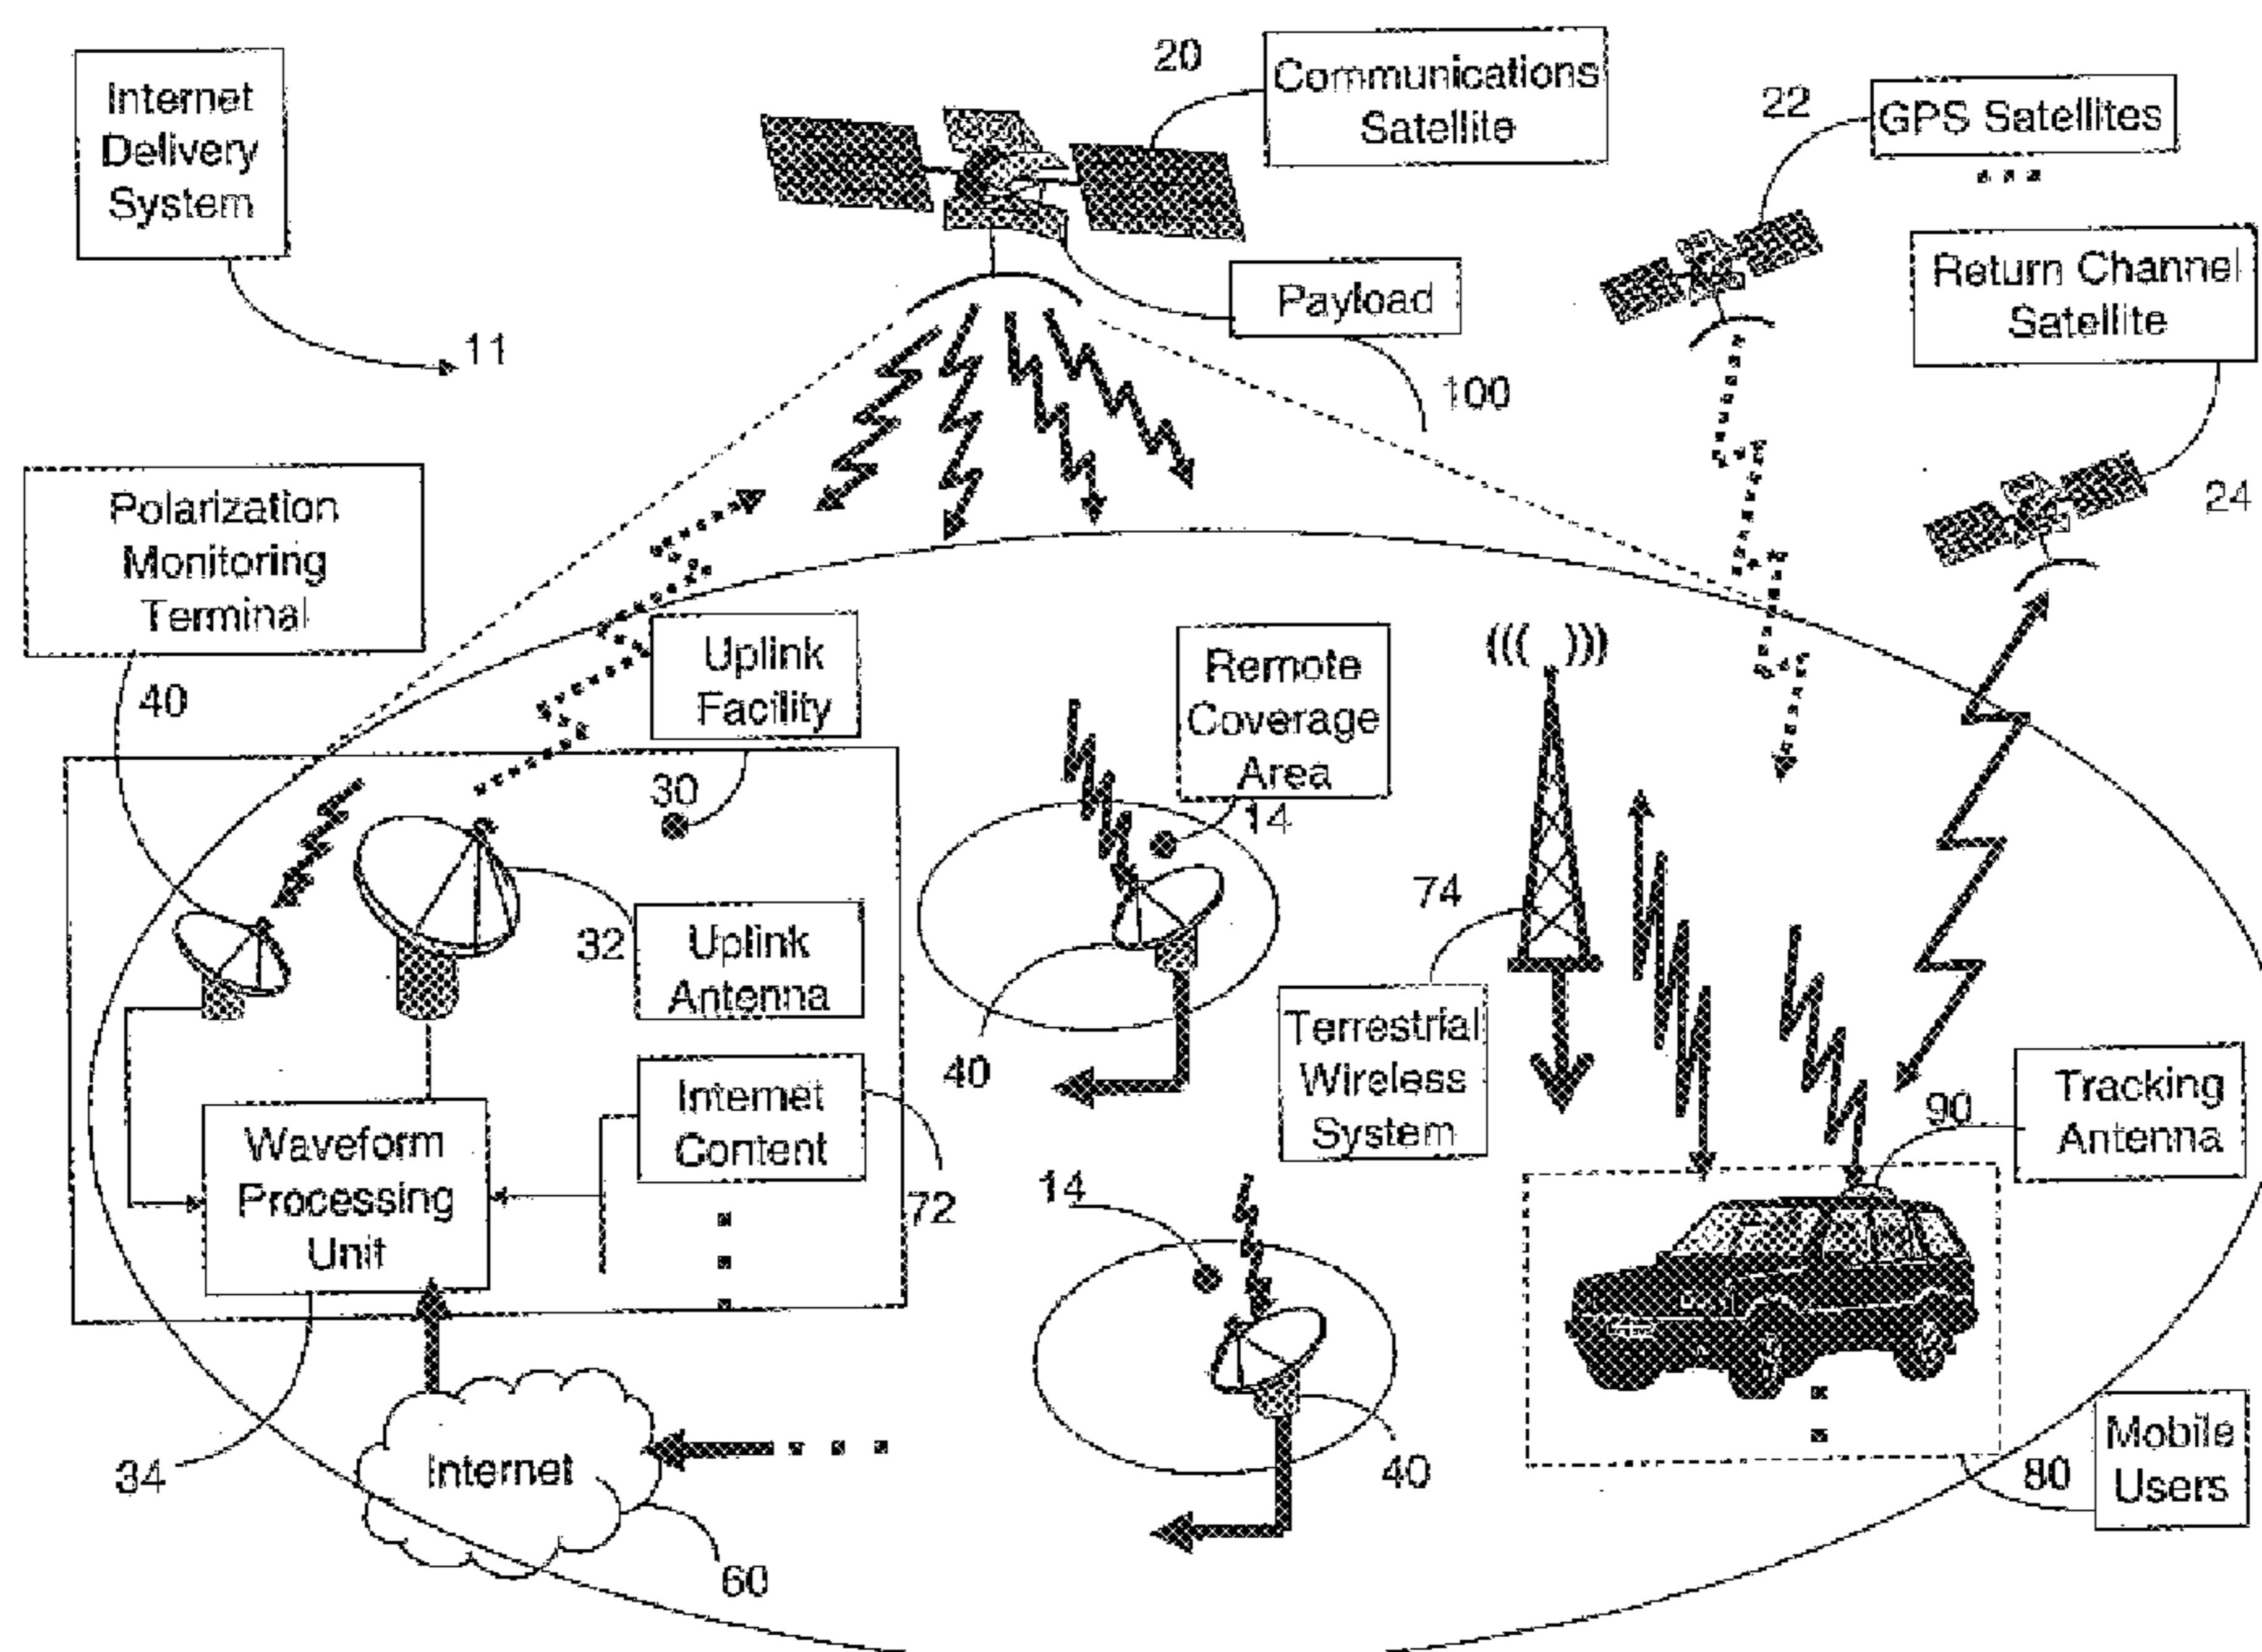 Internet
Delivery
System
11
20
Communications
Satellite
Payload
100
22
GPS Satellites
Return Channel
Satellite
24
Polarization
Monitoring
Terminal
40
Uplink
Facility
30
32
Uplink
Antenna
Internet
Content
72
Waveform
Processing
Unit
34
Internet
60
Remote
Coverage
Area
14
40
14
40
((( )))
74
Terrestrial
Wireless
System
90
Tracking
Antenna
80
Mobile
Users